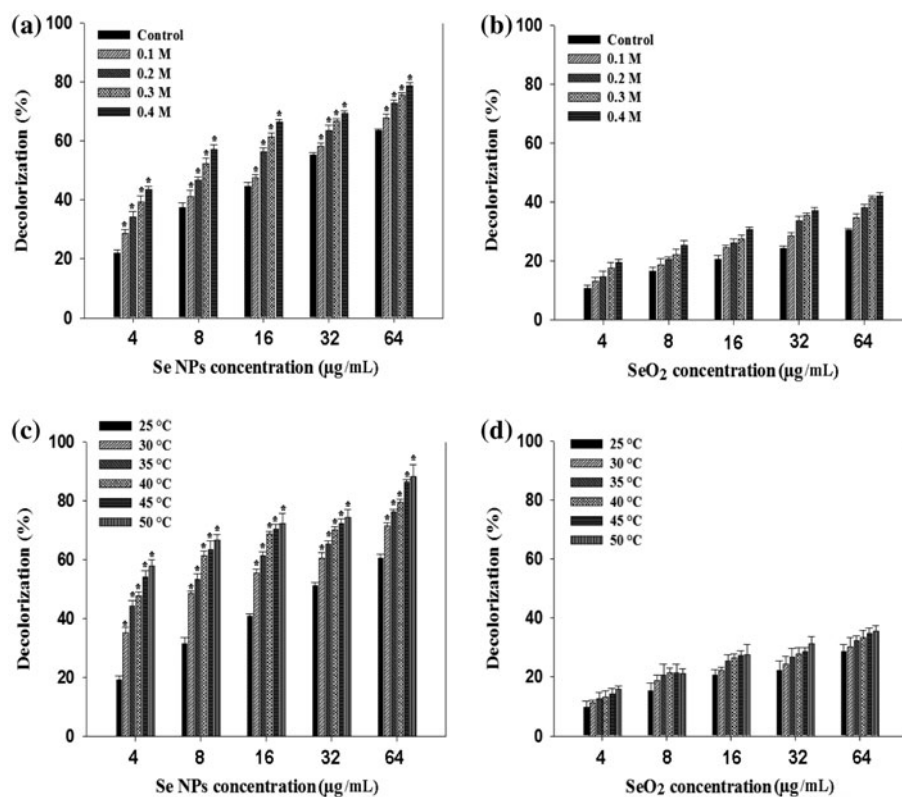 (a)
100
80
60
40
20
0
Decolorization (%)
Control
0.1 M
0.2 M
0.3 M
0.4 M
* * * * * * * * * * * * * * * * * * * *
4 8 16 32 64
Se NPs concentration (µg/mL)
(b)
100
80
60
40
20
0
Decolorization (%)
Control
0.1 M
0.2 M
0.3 M
0.4 M
4 8 16 32 64
SeO2 concentration (µg/mL)
(c)
100
80
60
40
20
0
Decolorization (%)
25 °C
30 °C
35 °C
40 °C
45 °C
50 °C
* * * * * * * * * * * * * * * * * * * * * * * * *
4 8 16 32 64
Se NPs concentration (µg/mL)
(d)
100
80
60
40
20
0
Decolorization (%)
25 °C
30 °C
35 °C
40 °C
45 °C
50 °C
4 8 16 32 64
SeO2 concentration (µg/mL)